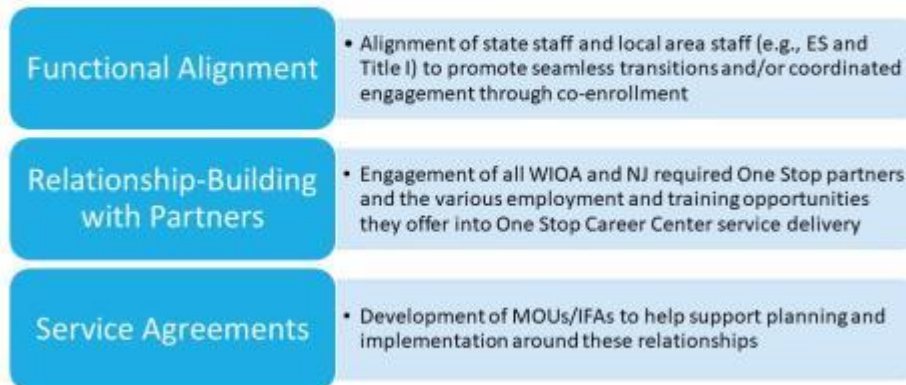 Functional Alignment
• Alignment of state staff and local area staff (e.g., ES and
Title I) to promote seamless transitions and/or coordinated
engagement through co-enrollment
Relationship-Building
with Partners
• Engagement of all WIOA and NJ required One Stop partners
and the various employment and training opportunities
they offer into One Stop Career Center service delivery
Service Agreements
• Development of MOUs/IFAs to help support planning and
implementation around these relationships